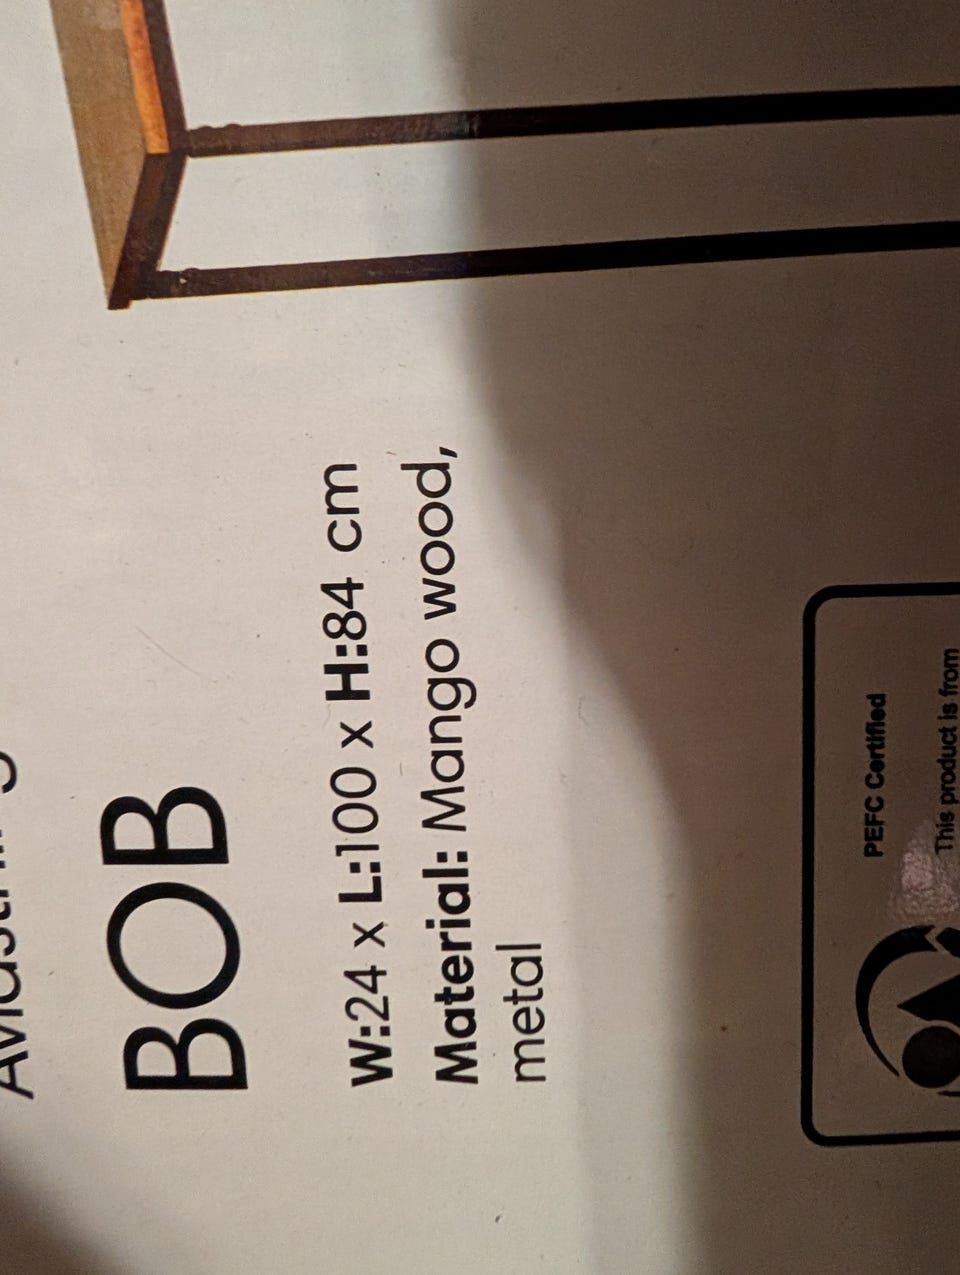 BOB
W:24 x L:100 x H:84 cm
Material: Mango wood,
metal
PEFC Certified
This product is from